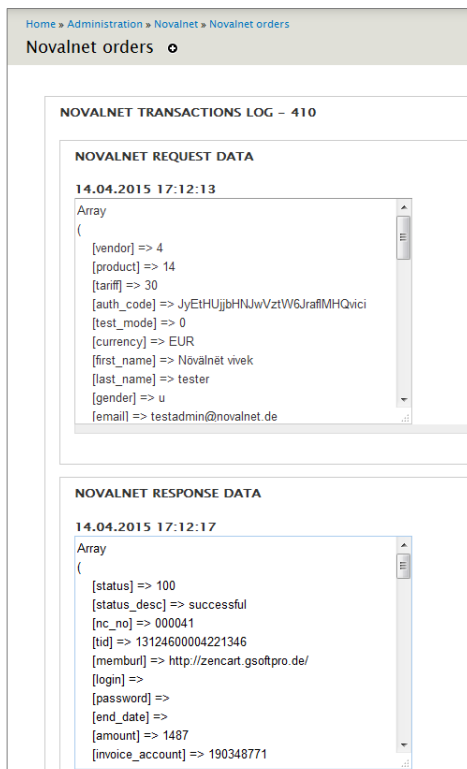 Home » Administration » Novalnet » Novalnet orders
Novalnet orders
NOVALNET TRANSACTIONS LOG – 410
NOVALNET REQUEST DATA
14.04.2015 17:12:13
Array
(
[vendor] => 4
[product] => 14
[tariff] => 30
[auth_code] => JyEtHUjjbHNJwVztW6JraflMHQvici
[test_mode] => 0
[currency] => EUR
[first_name] => Növälnët vivek
[last_name] => tester
[gender] => u
[email] => testadmin@novalnet.de
NOVALNET RESPONSE DATA
14.04.2015 17:12:17
Array
(
[status] => 100
[status_desc] => successful
[nc_no] => 000041
[tid] => 13124600004221346
[memburl] => http://zencart.gsoftpro.de/
[login] =>
[password] =>
[end_date] =>
[amount] => 1487
[invoice_account] => 190348771